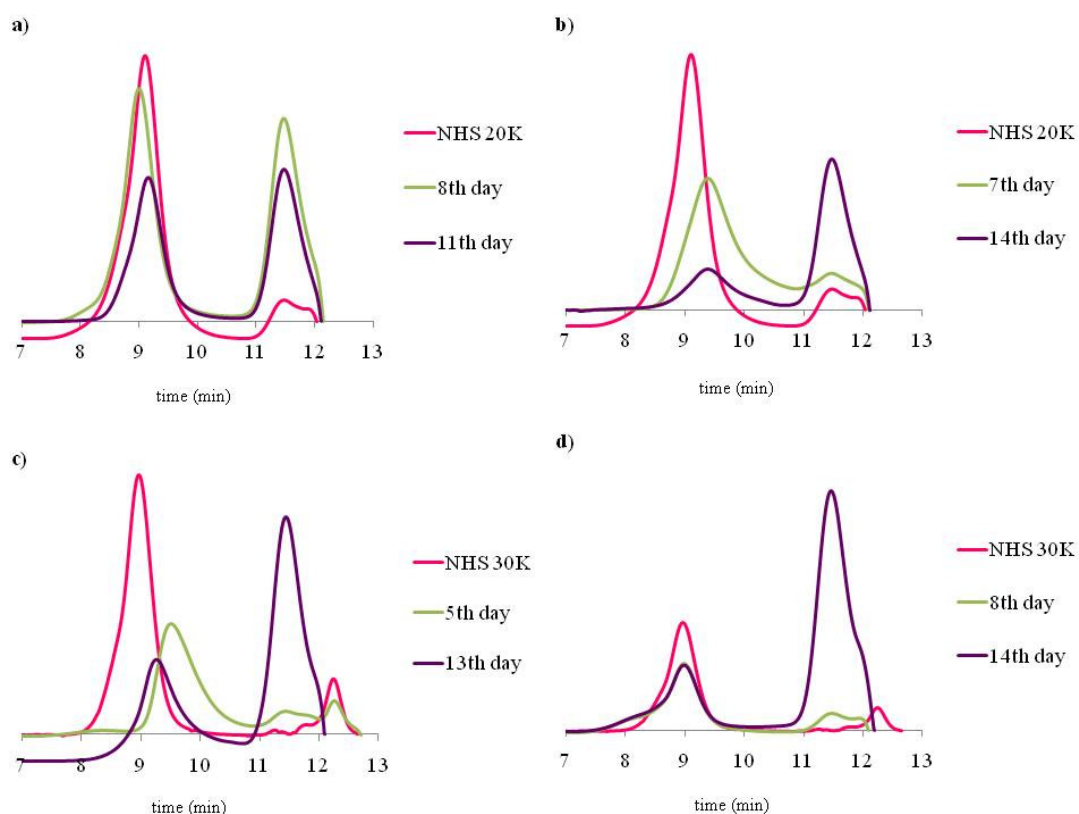 a)
NHS 20K
8th day
11th day
7 8 9 10 11 12 13
time (min)
b)
NHS 20K
7th day
14th day
7 8 9 10 11 12 13
time (min)
c)
NHS 30K
5th day
13th day
7 8 9 10 11 12 13
time (min)
d)
NHS 30K
8th day
14th day
7 8 9 10 11 12 13
time (min)